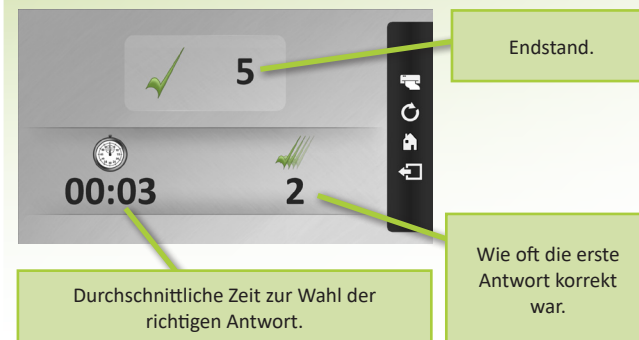 5
Endstand.
00:03
2
Wie oft die erste
Antwort korrekt
war.
Durchschnittliche Zeit zur Wahl der
richtigen Antwort.